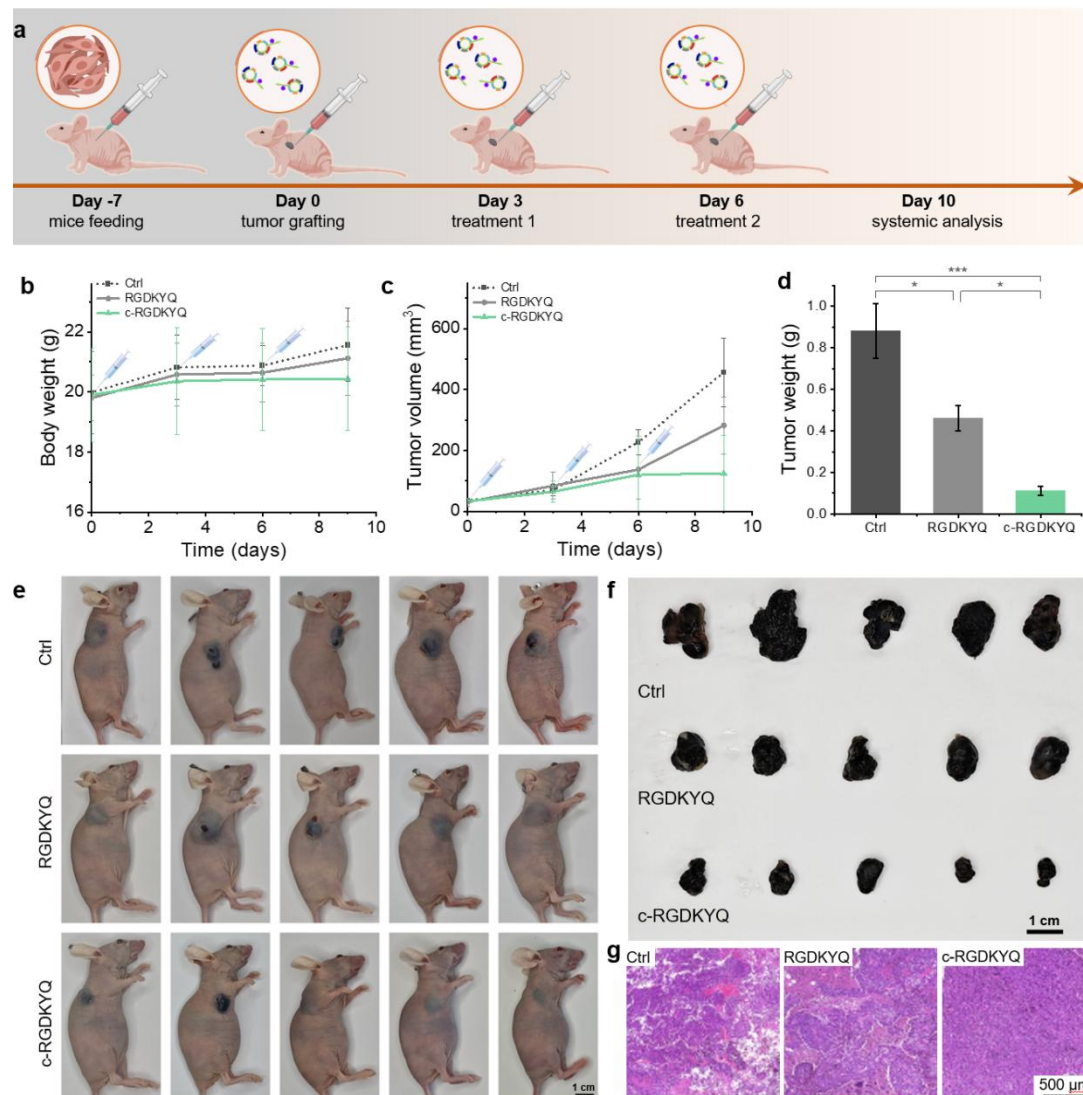 a
Day -7
mice feeding
Day 0
tumor grafting
Day 3
treatment 1
Day 6
treatment 2
Day 10
systemic analysis
b
Ctrl
RGDKYQ
c-RGDKYQ
22
20
18
16
Body weight (g)
0 2 4 6 8 10
Time (days)
c
Ctrl
RGDKYQ
c-RGDKYQ
600
400
200
0
Tumor volume (mm³)
0 2 4 6 8 10
Time (days)
d
***
* *
1.0
0.8
0.6
0.4
0.2
0.0
Tumor weight (g)
Ctrl RGDKYQ c-RGDKYQ
e
Ctrl
RGDKYQ
c-RGDKYQ
1 cm
f
Ctrl
RGDKYQ
c-RGDKYQ
1 cm
g
Ctrl
RGDKYQ
c-RGDKYQ
500 µm